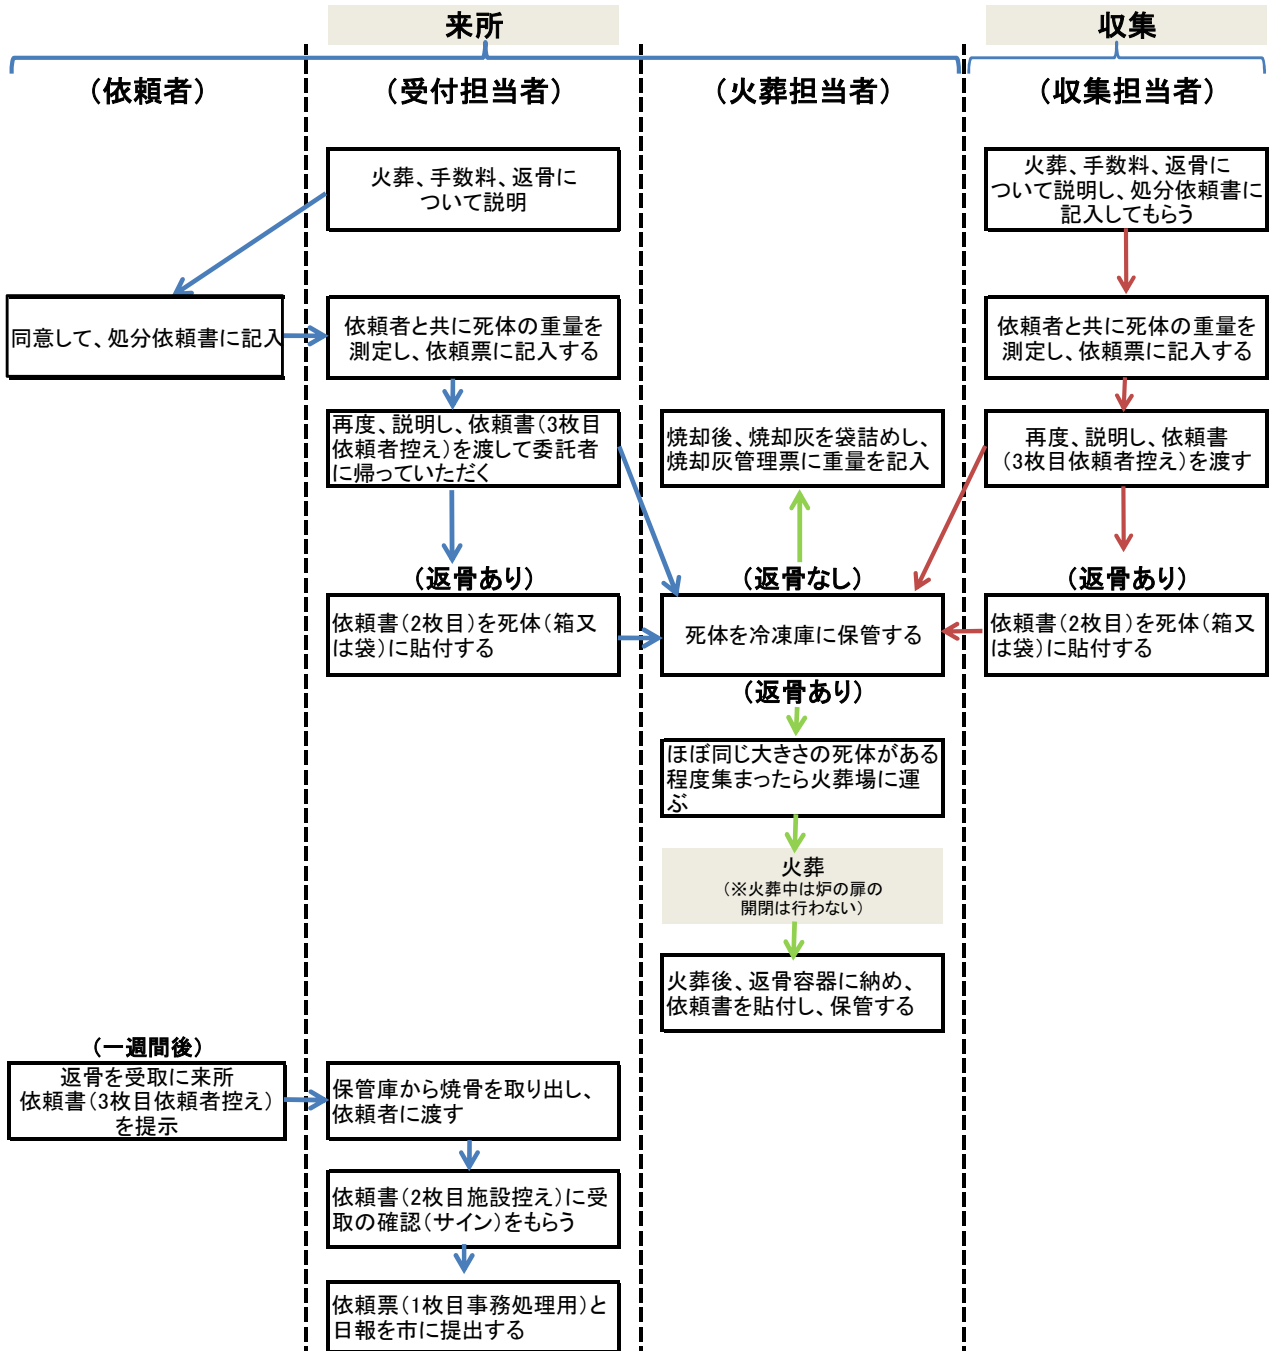 来所
収集
（依頼者）
（受付担当者）
（火葬担当者）
（収集担当者）
火葬、手数料、返骨に
ついて説明
火葬、手数料、返骨に
ついて説明し、処分依頼書に
記入してもらう
同意して、処分依頼書に記入
依頼者と共に死体の重量を
測定し、依頼票に記入する
依頼者と共に死体の重量を
測定し、依頼票に記入する
再度、説明し、依頼書（3枚目
依頼者控え）を渡して委託者
に帰っていただく
焼却後、焼却灰を袋詰めし、
焼却灰管理票に重量を記入
再度、説明し、依頼書
（3枚目依頼者控え）を渡す
（返骨あり）
（返骨なし）
（返骨あり）
依頼書（2枚目）を死体（箱又
は袋）に貼付する
死体を冷凍庫に保管する
依頼書（2枚目）を死体（箱又
は袋）に貼付する
（返骨あり）
ほぼ同じ大きさの死体がある
程度集まったら火葬場に運
ぶ
火葬
（※火葬中は炉の扉の
開閉は行わない）
火葬後、返骨容器に納め、
依頼書を貼付し、保管する
（一週間後）
返骨を受取に来所
依頼書（3枚目依頼者控え）
を提示
保管庫から焼骨を取り出し、
依頼者に渡す
依頼書（2枚目施設控え）に受
取の確認（サイン）をもらう
依頼票（1枚目事務処理用）と
日報を市に提出する